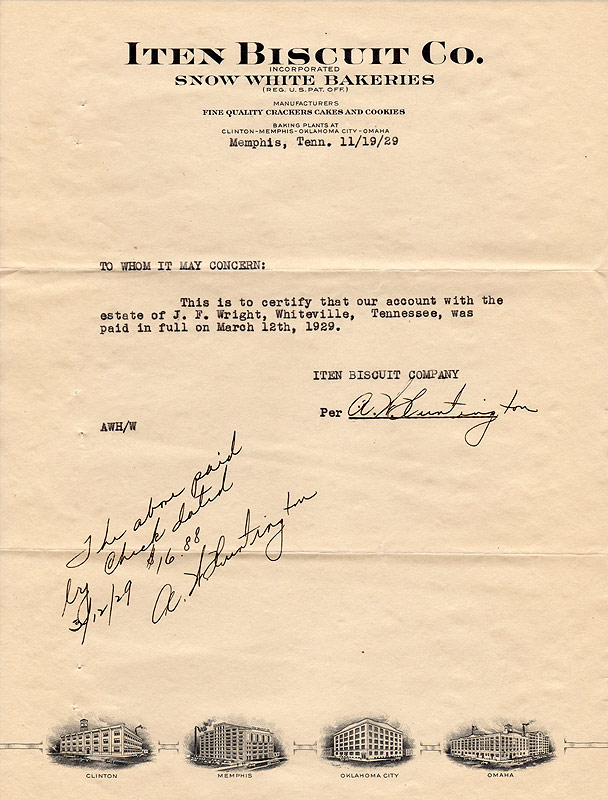 ITEN BISCUIT CO.
INCORPORATED
SNOW WHITE BAKERIES
(REG. U.S. PAT. OFF.)
MANUFACTURERS
FINE QUALITY CRACKERS CAKES AND COOKIES
BAKING PLANTS AT
CLINTON-MEMPHIS-OKLAHOMA CITY-OMAHA
Memphis, Tenn. 11/19/29
TO WHOM IT MAY CONCERN:
This is to certify that our account with the
estate of J. F. Wright, Whiteville, Tennessee, was
paid in full on March 12th, 1929.
ITEN BISCUIT COMPANY
Per A. W. Huntington
AWH/W
The above paid
by Check dated
3/12/29 $16.88
A. W. Huntington
CLINTON
MEMPHIS
OKLAHOMA CITY
OMAHA